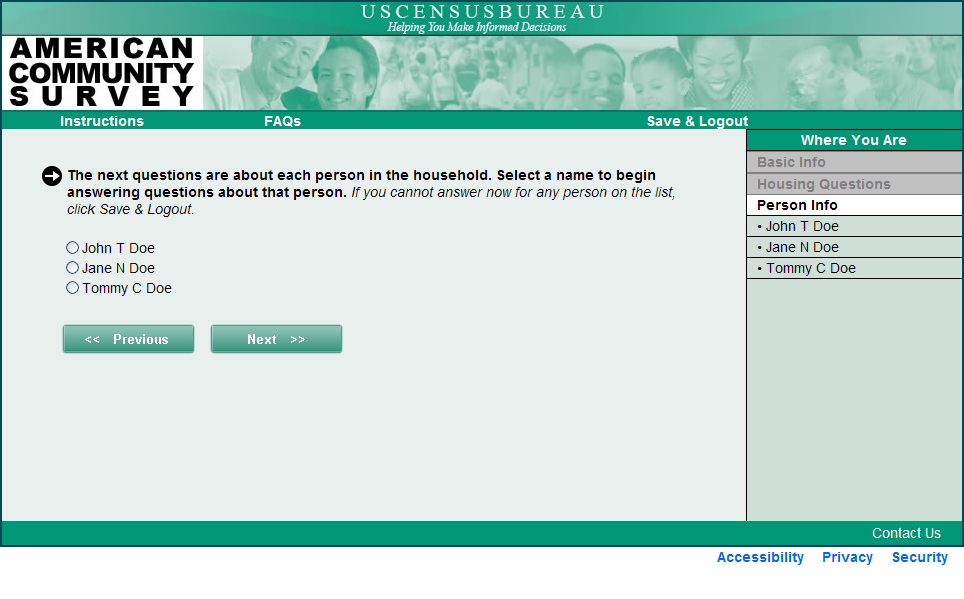 USCENSUSBUREAU
Helping You Make Informed Decisions
AMERICAN
COMMUNITY
SURVEY
Instructions FAQs Save & Logout
Where You Are
Basic Info
Housing Questions
Person Info
• John T Doe
• Jane N Doe
• Tommy C Doe
The next questions are about each person in the household. Select a name to begin
answering questions about that person. If you cannot answer now for any person on the list,
click Save & Logout.
John T Doe
Jane N Doe
Tommy C Doe
<< Previous Next >>
Contact Us
Accessibility Privacy Security